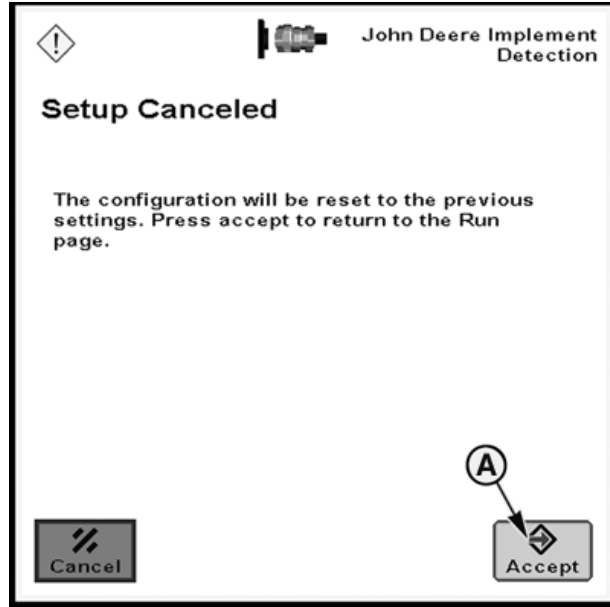 John Deere Implement
Detection
Setup Canceled
The configuration will be reset to the previous
settings. Press accept to return to the Run
page.
A
Cancel
Accept